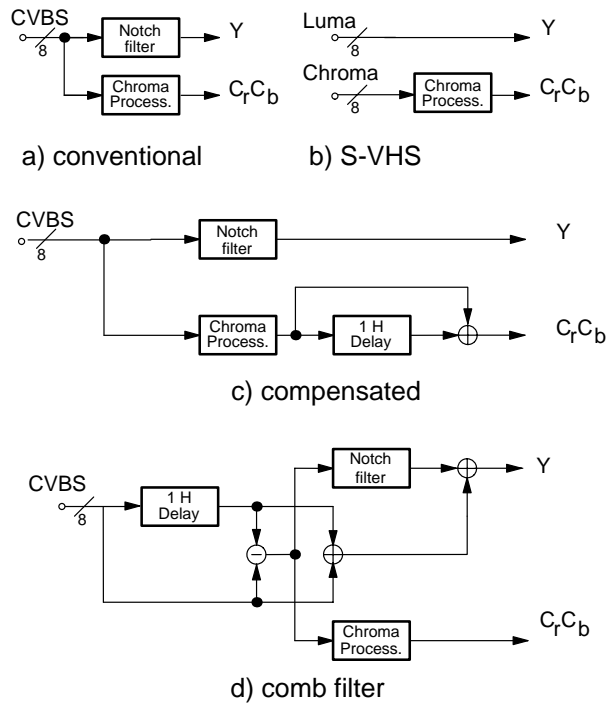 CVBS
8
Notch
filter
Y
Chroma
Process.
CrCb
a) conventional
Luma
8
Y
Chroma
8
Chroma
Process.
CrCb
b) S-VHS
CVBS
8
Notch
filter
Y
Chroma
Process.
1 H
Delay
CrCb
c) compensated
CVBS
8
1 H
Delay
Notch
filter
Y
Chroma
Process.
CrCb
d) comb filter